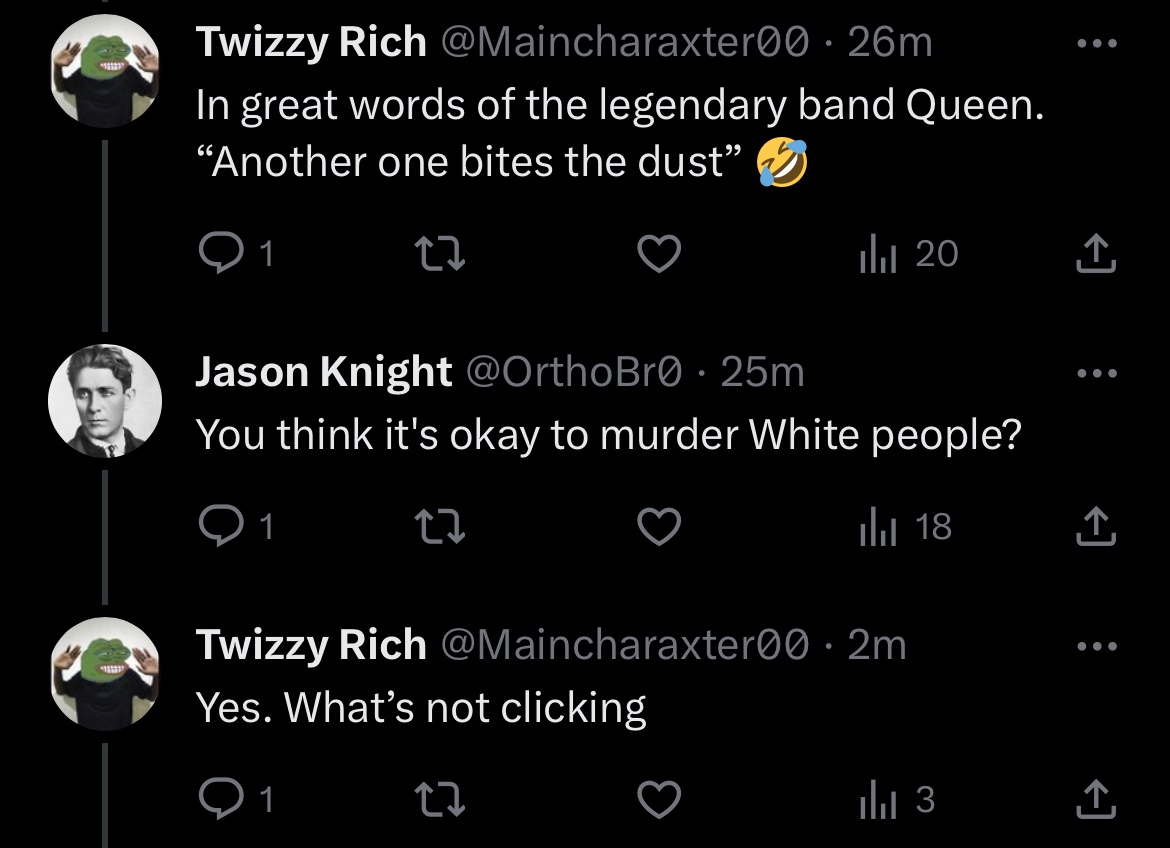 Twizzy Rich @Maincharaxter00 · 26m
In great words of the legendary band Queen.
“Another one bites the dust” 🤣
1 20
Jason Knight @OrthoBr0 · 25m
You think it's okay to murder White people?
1 18
Twizzy Rich @Maincharaxter00 · 2m
Yes. What’s not clicking
1 3